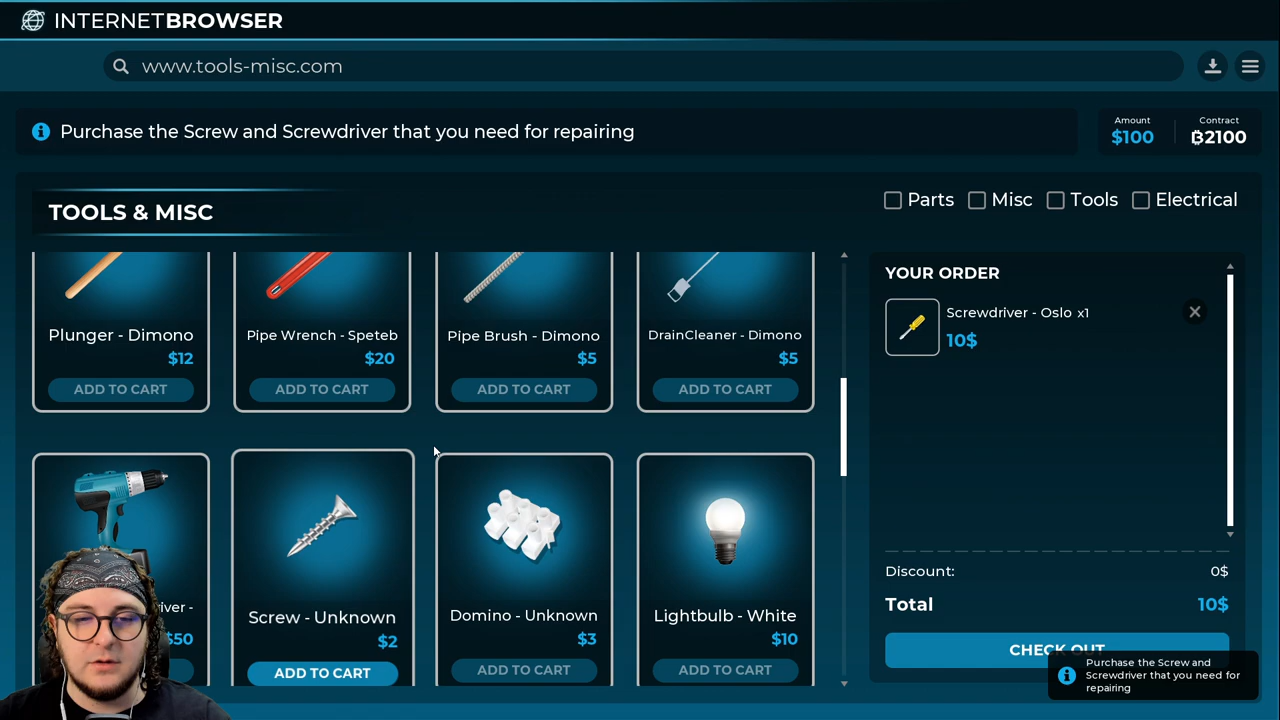 INTERNETBROWSER
www.tools-misc.com
Purchase the Screw and Screwdriver that you need for repairing
Amount
$100
Contract
฿2100
TOOLS & MISC
Parts
Misc
Tools
Electrical
Plunger - Dimono
$12
ADD TO CART
Pipe Wrench - Speteb
$20
ADD TO CART
Pipe Brush - Dimono
$5
ADD TO CART
DrainCleaner - Dimono
$5
ADD TO CART
iver -
$50
Screw - Unknown
$2
ADD TO CART
Domino - Unknown
$3
ADD TO CART
Lightbulb - White
$10
ADD TO CART
YOUR ORDER
Screwdriver - Oslo x1
10$
Discount:
0$
Total
10$
CHECK OUT
Purchase the Screw and
Screwdriver that you need for
repairing